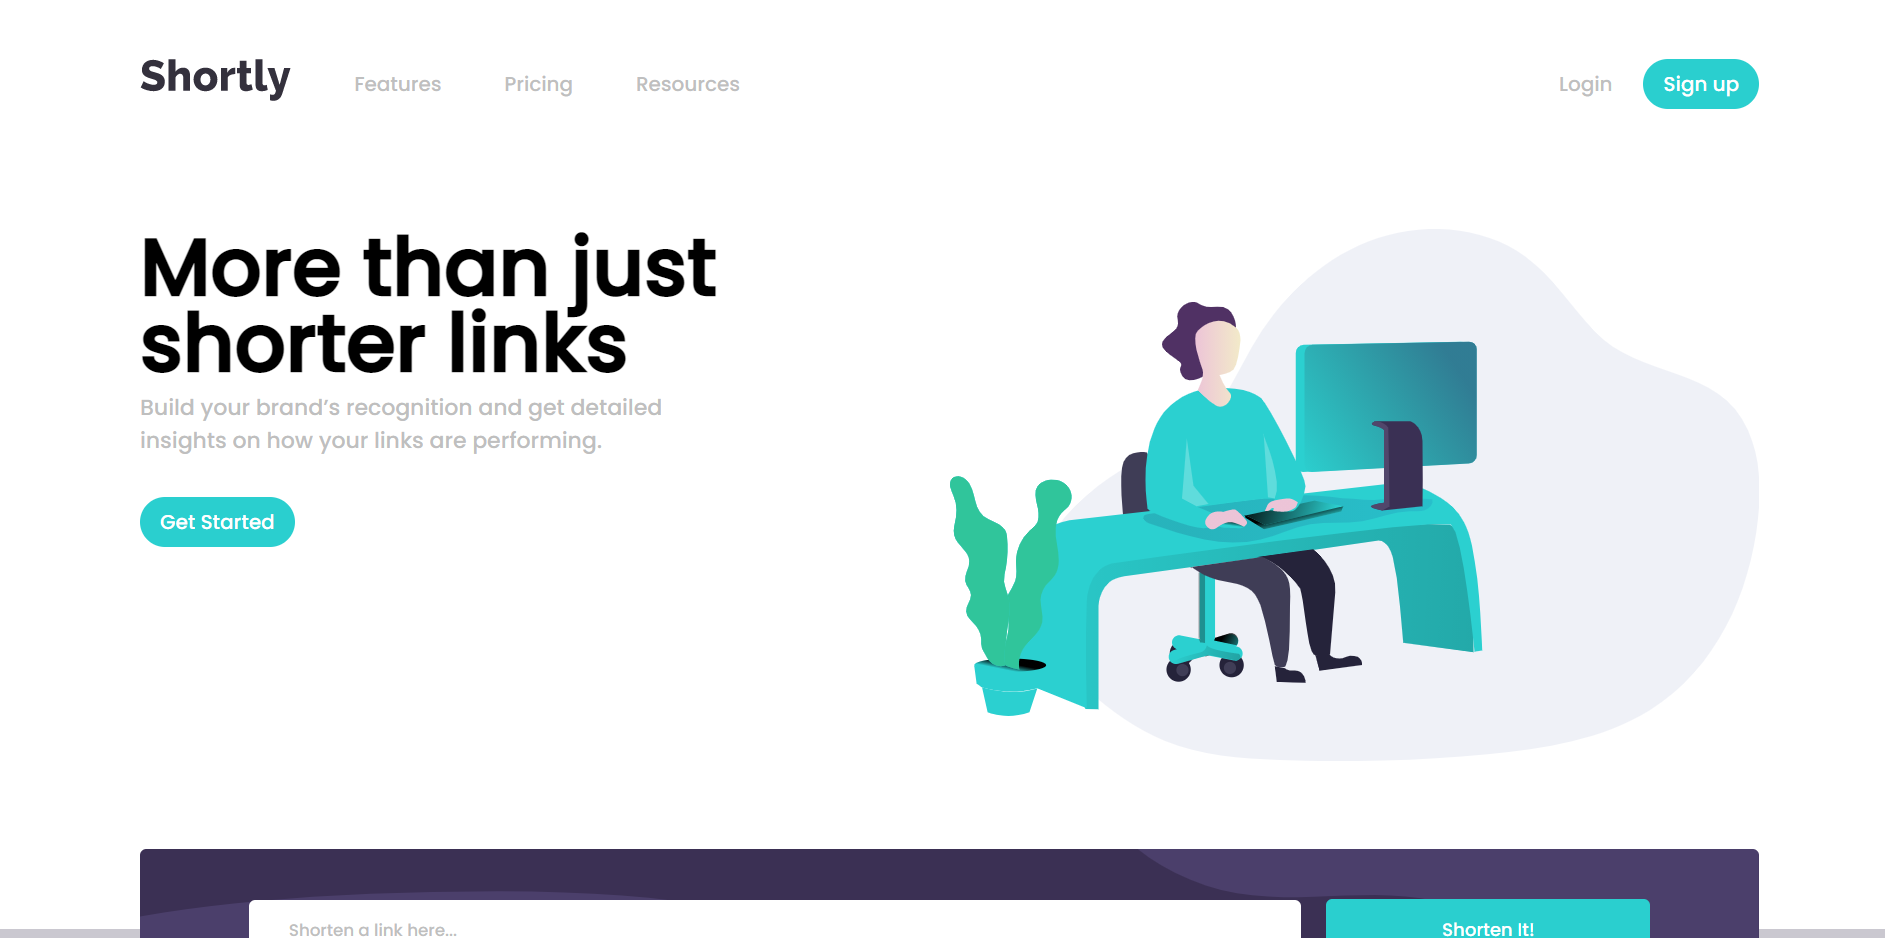 Shortly
Features
Pricing
Resources
Login
Sign up
More than just
shorter links
Build your brand’s recognition and get detailed
insights on how your links are performing.
Get Started
Shorten a link here...
Shorten It!